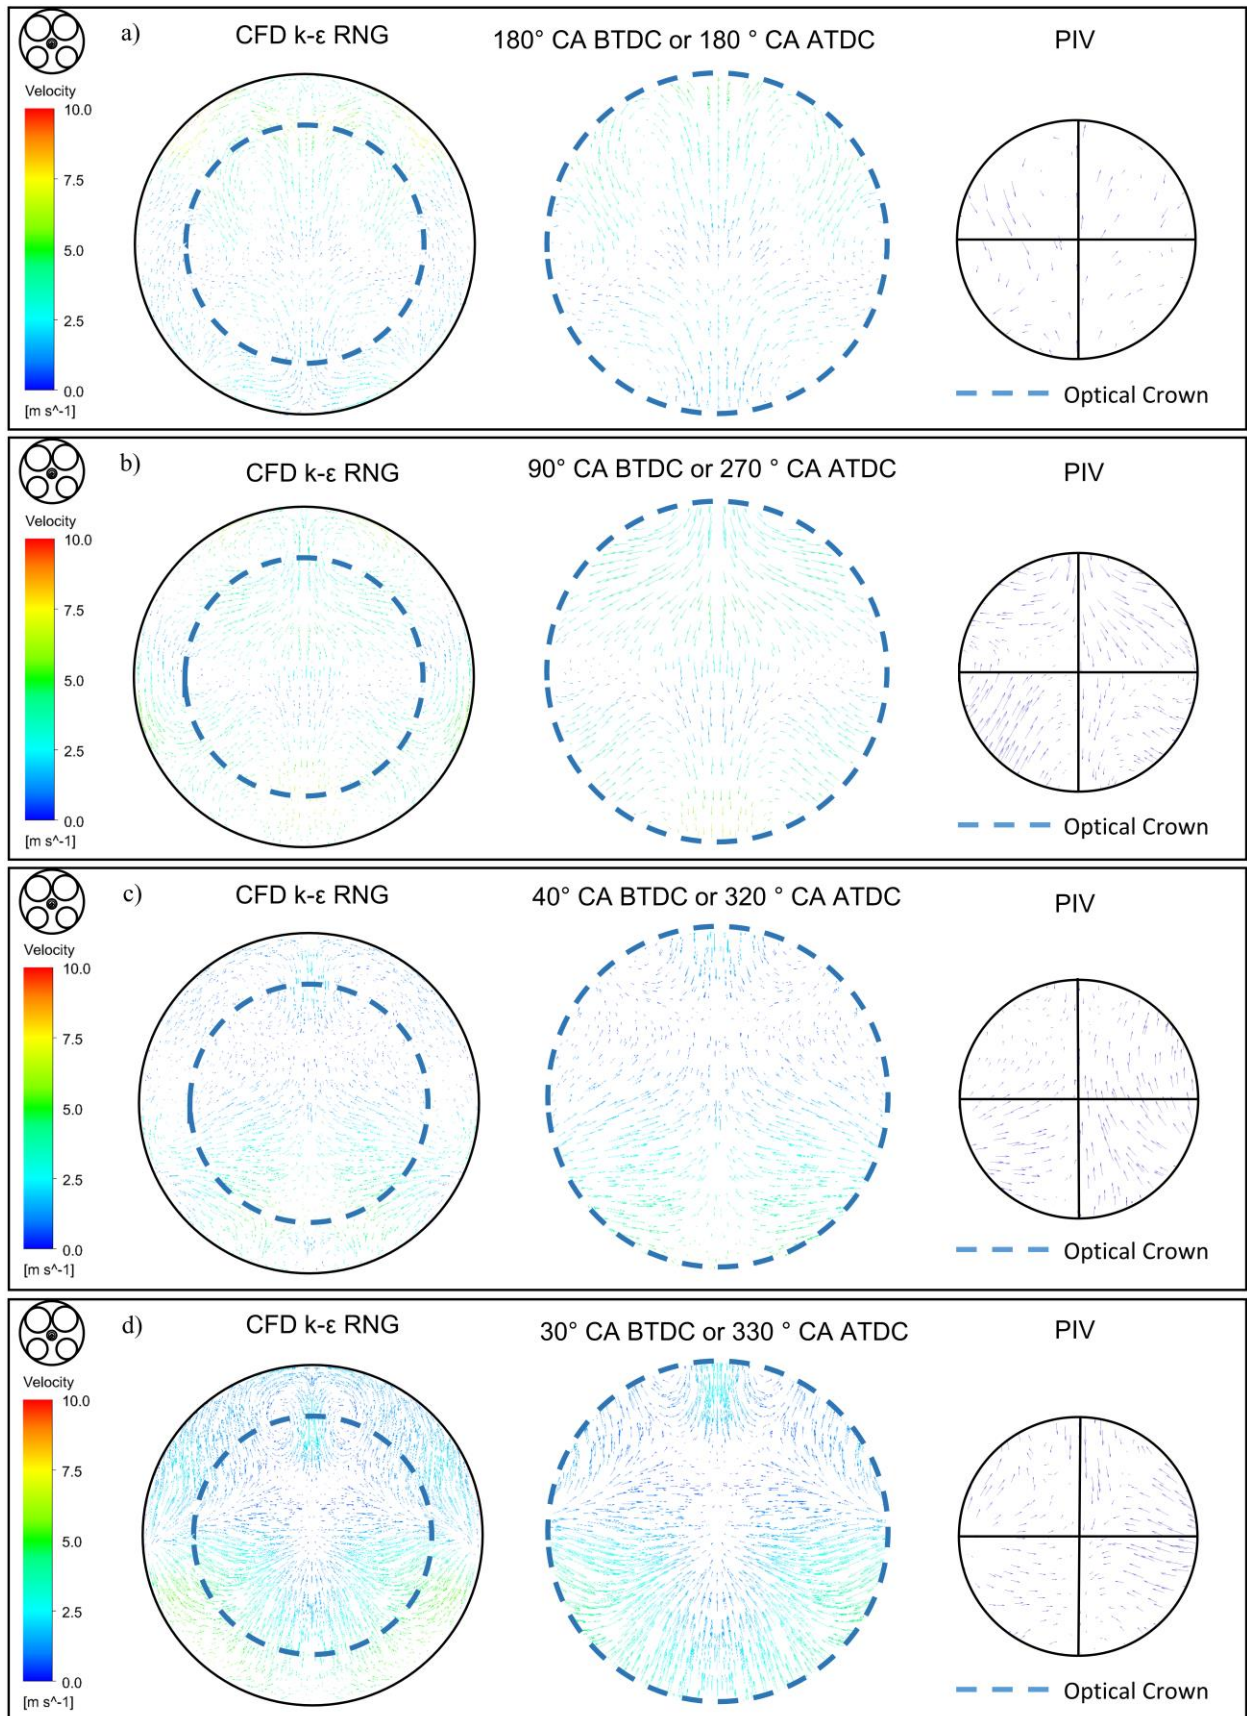 a)
CFD k-ε RNG
180° CA BTDC or 180 ° CA ATDC
PIV
Velocity
10.0
7.5
5.0
2.5
0.0
[m s^-1]
Optical Crown
b)
CFD k-ε RNG
90° CA BTDC or 270 ° CA ATDC
PIV
Velocity
10.0
7.5
5.0
2.5
0.0
[m s^-1]
Optical Crown
c)
CFD k-ε RNG
40° CA BTDC or 320 ° CA ATDC
PIV
Velocity
10.0
7.5
5.0
2.5
0.0
[m s^-1]
Optical Crown
d)
CFD k-ε RNG
30° CA BTDC or 330 ° CA ATDC
PIV
Velocity
10.0
7.5
5.0
2.5
0.0
[m s^-1]
Optical Crown